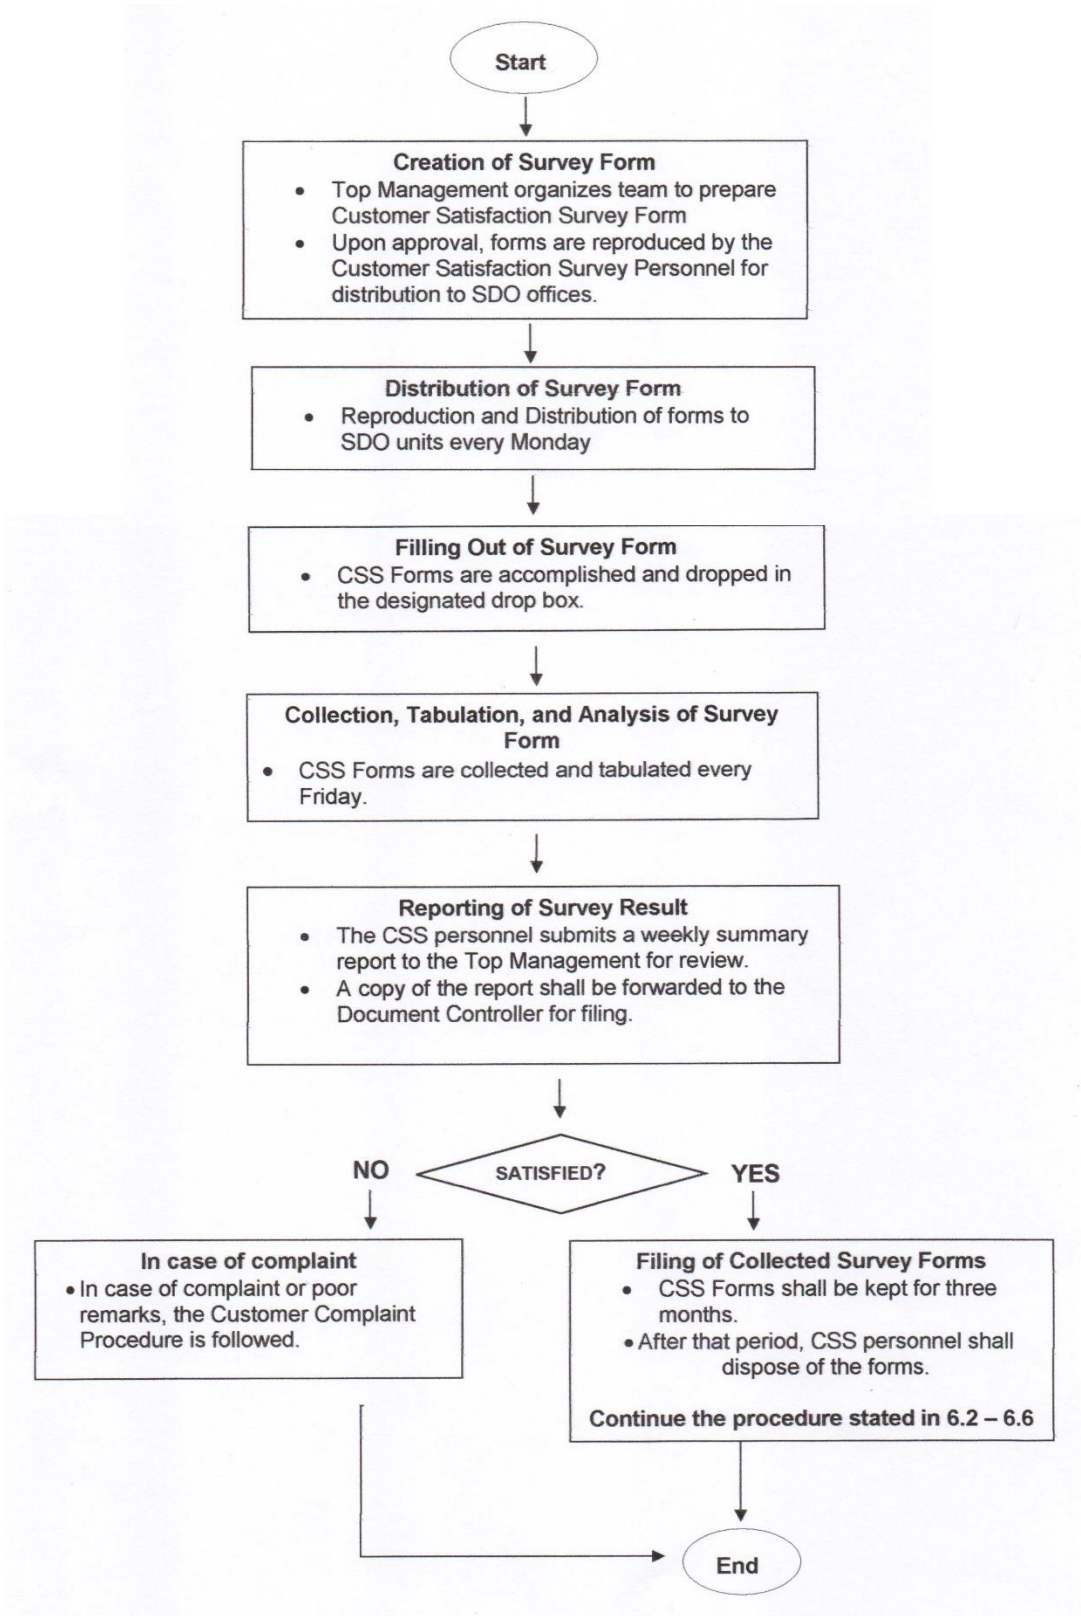 Start
Creation of Survey Form
• Top Management organizes team to prepare
Customer Satisfaction Survey Form
• Upon approval, forms are reproduced by the
Customer Satisfaction Survey Personnel for
distribution to SDO offices.
Distribution of Survey Form
• Reproduction and Distribution of forms to
SDO units every Monday
Filling Out of Survey Form
• CSS Forms are accomplished and dropped in
the designated drop box.
Collection, Tabulation, and Analysis of Survey
Form
• CSS Forms are collected and tabulated every
Friday.
Reporting of Survey Result
• The CSS personnel submits a weekly summary
report to the Top Management for review.
• A copy of the report shall be forwarded to the
Document Controller for filing.
SATISFIED?
NO
YES
In case of complaint
• In case of complaint or poor
remarks, the Customer Complaint
Procedure is followed.
Filing of Collected Survey Forms
• CSS Forms shall be kept for three
months.
• After that period, CSS personnel shall
dispose of the forms.
Continue the procedure stated in 6.2 – 6.6
End